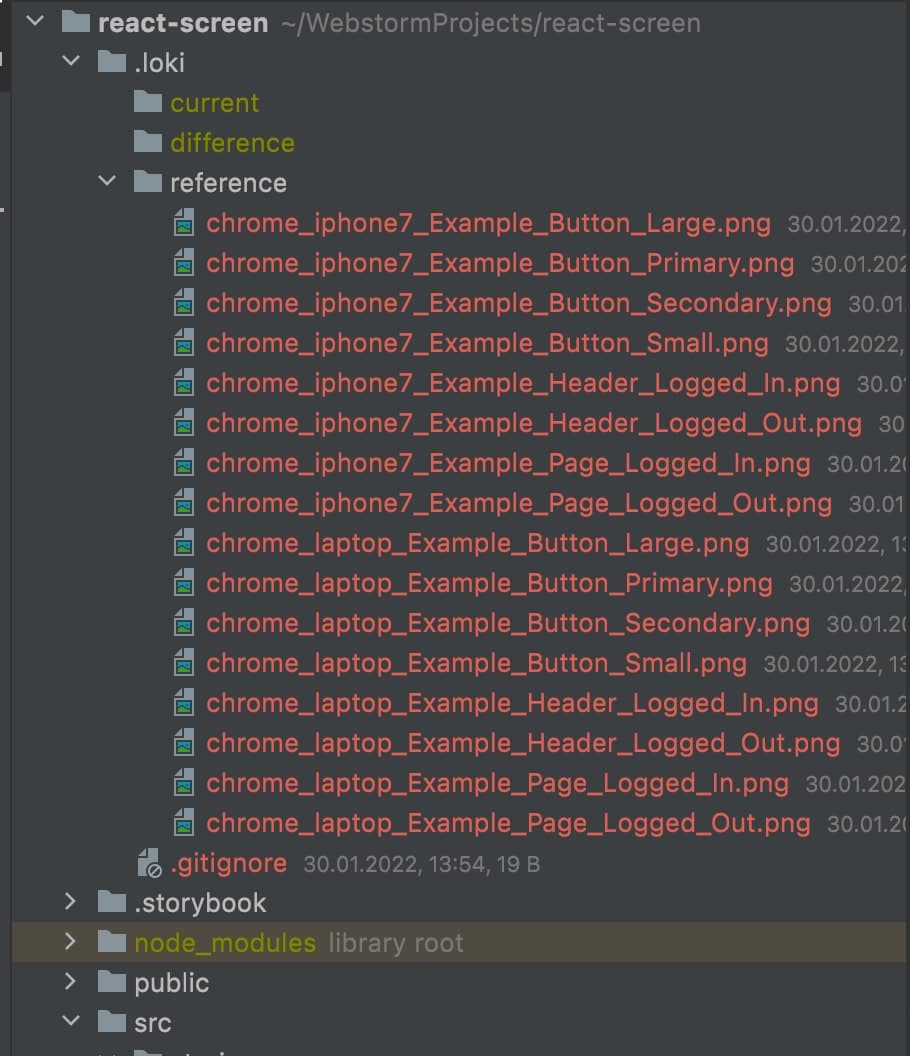 react-screen ~/WebstormProjects/react-screen
.loki
current
difference
reference
chrome_iphone7_Example_Button_Large.png 30.01.2022,
chrome_iphone7_Example_Button_Primary.png 30.01.202
chrome_iphone7_Example_Button_Secondary.png 30.01
chrome_iphone7_Example_Button_Small.png 30.01.2022,
chrome_iphone7_Example_Header_Logged_In.png 30.0
chrome_iphone7_Example_Header_Logged_Out.png 30
chrome_iphone7_Example_Page_Logged_In.png 30.01.20
chrome_iphone7_Example_Page_Logged_Out.png 30.01
chrome_laptop_Example_Button_Large.png 30.01.2022, 13
chrome_laptop_Example_Button_Primary.png 30.01.2022,
chrome_laptop_Example_Button_Secondary.png 30.01.20
chrome_laptop_Example_Button_Small.png 30.01.2022, 13
chrome_laptop_Example_Header_Logged_In.png 30.01.2
chrome_laptop_Example_Header_Logged_Out.png 30.0
chrome_laptop_Example_Page_Logged_In.png 30.01.202
chrome_laptop_Example_Page_Logged_Out.png 30.01.20
.gitignore 30.01.2022, 13:54, 19 B
.storybook
node_modules library root
public
src